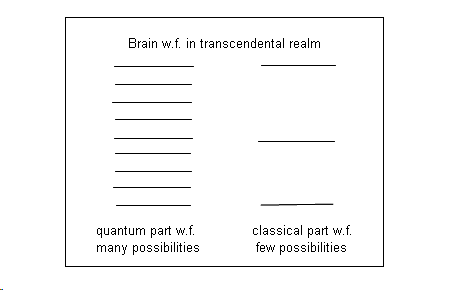 Brain w.f. in transcendental realm
quantum part w.f.
many possibilities
classical part w.f.
few possibilities